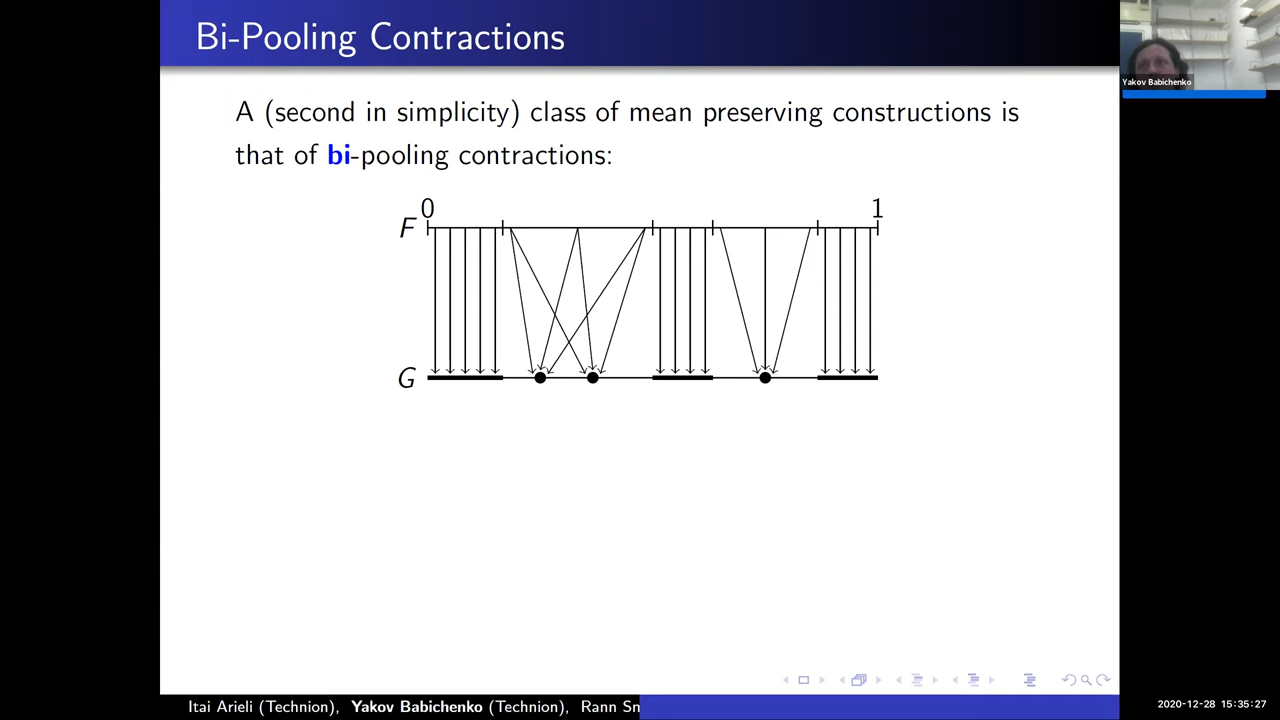 Bi-Pooling Contractions
Yakov Babichenko
A (second in simplicity) class of mean preserving constructions is
that of bi-pooling contractions:
0 1
F
G
Itai Arieli (Technion), Yakov Babichenko (Technion), Rann Sn
2020-12-28 15:35:27